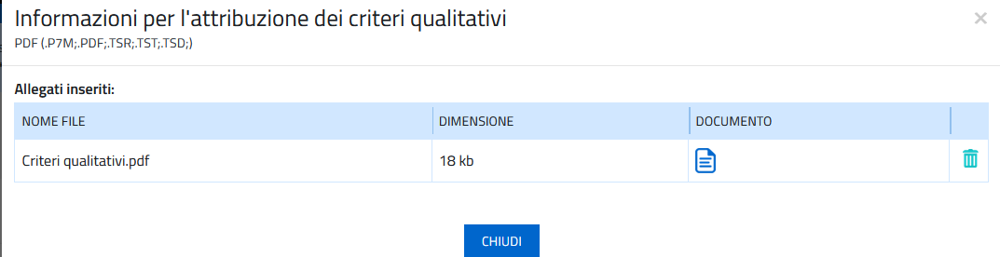 Informazioni per l'attribuzione dei criteri qualitativi
PDF (.P7M;.PDF;.TSR;.TST;.TSD;)
Allegati inseriti:
NOME FILE DIMENSIONE DOCUMENTO
Criteri qualitativi.pdf 18 kb
CHIUDI